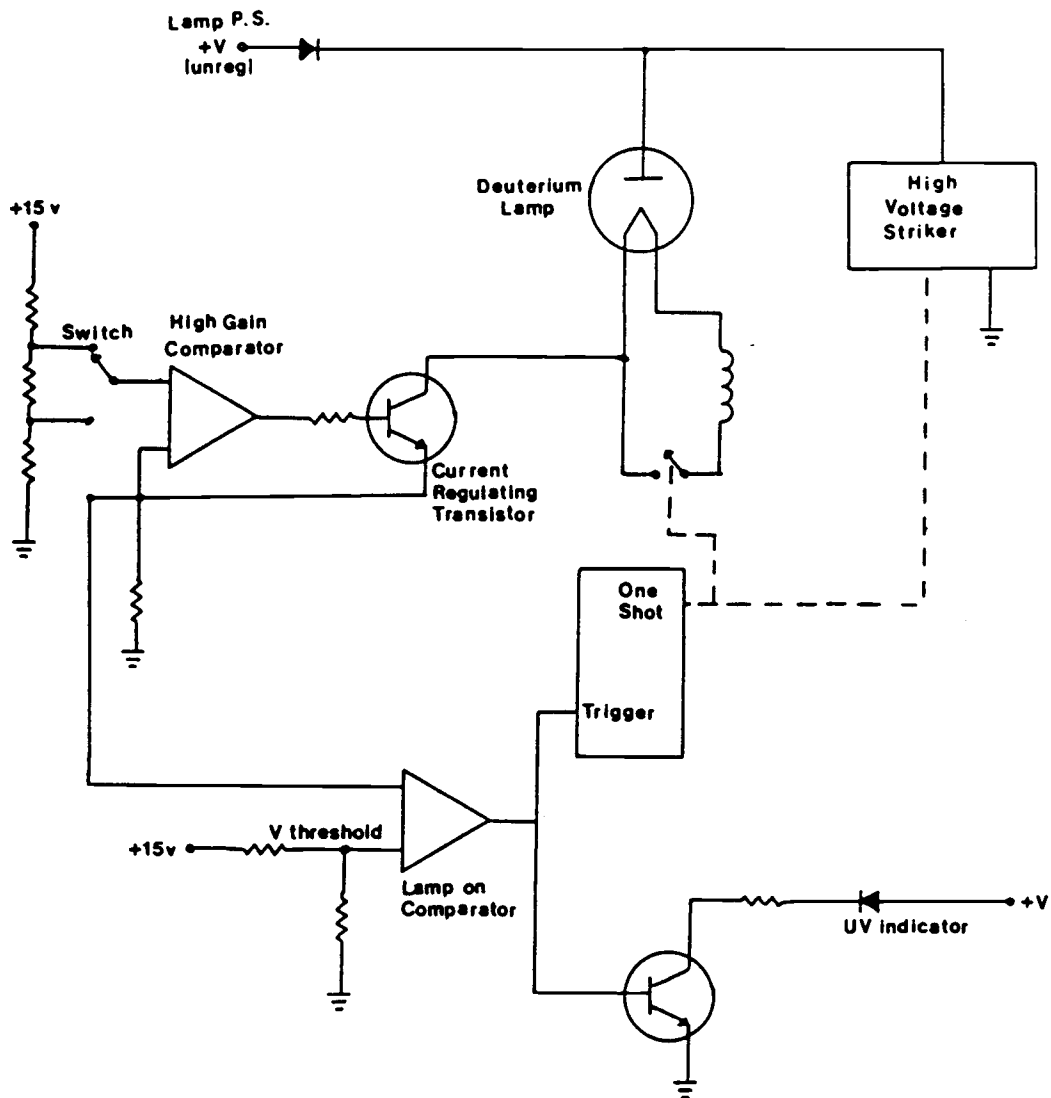 Lamp P.S.
+V
(unreg)
Deuterium
Lamp
High
Voltage
Striker
+15 v
Switch
High Gain
Comparator
Current
Regulating
Transistor
One
Shot
Trigger
V threshold
+15v
Lamp on
Comparator
+V
UV indicator